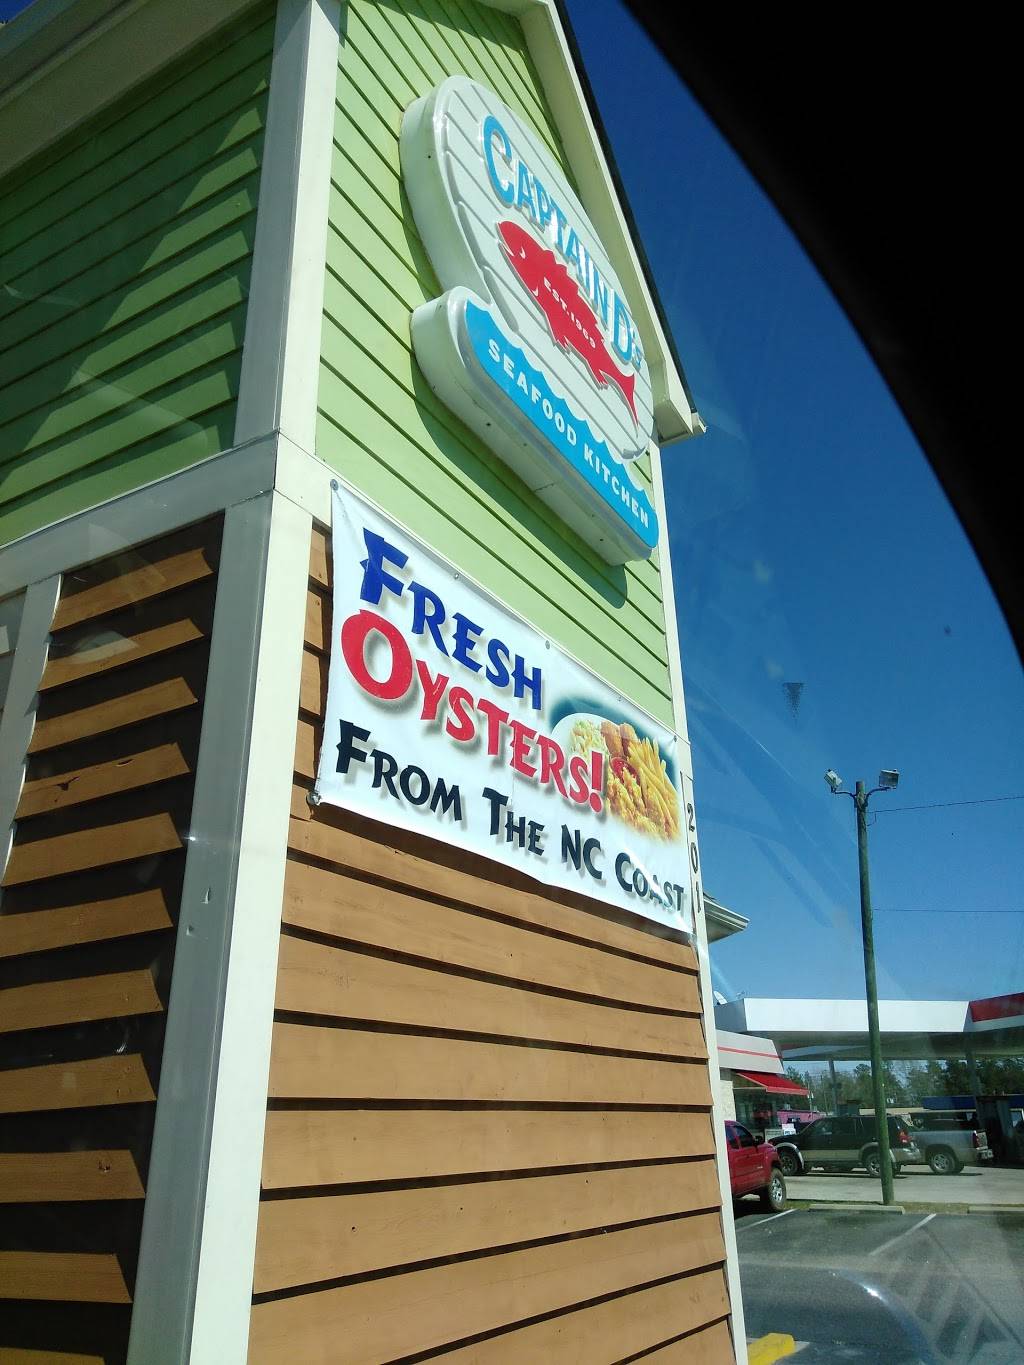 CAPTAIN D's
EST. 1969
SEAFOOD KITCHEN
FRESH
OYSTERS!
FROM THE NC COAST
201